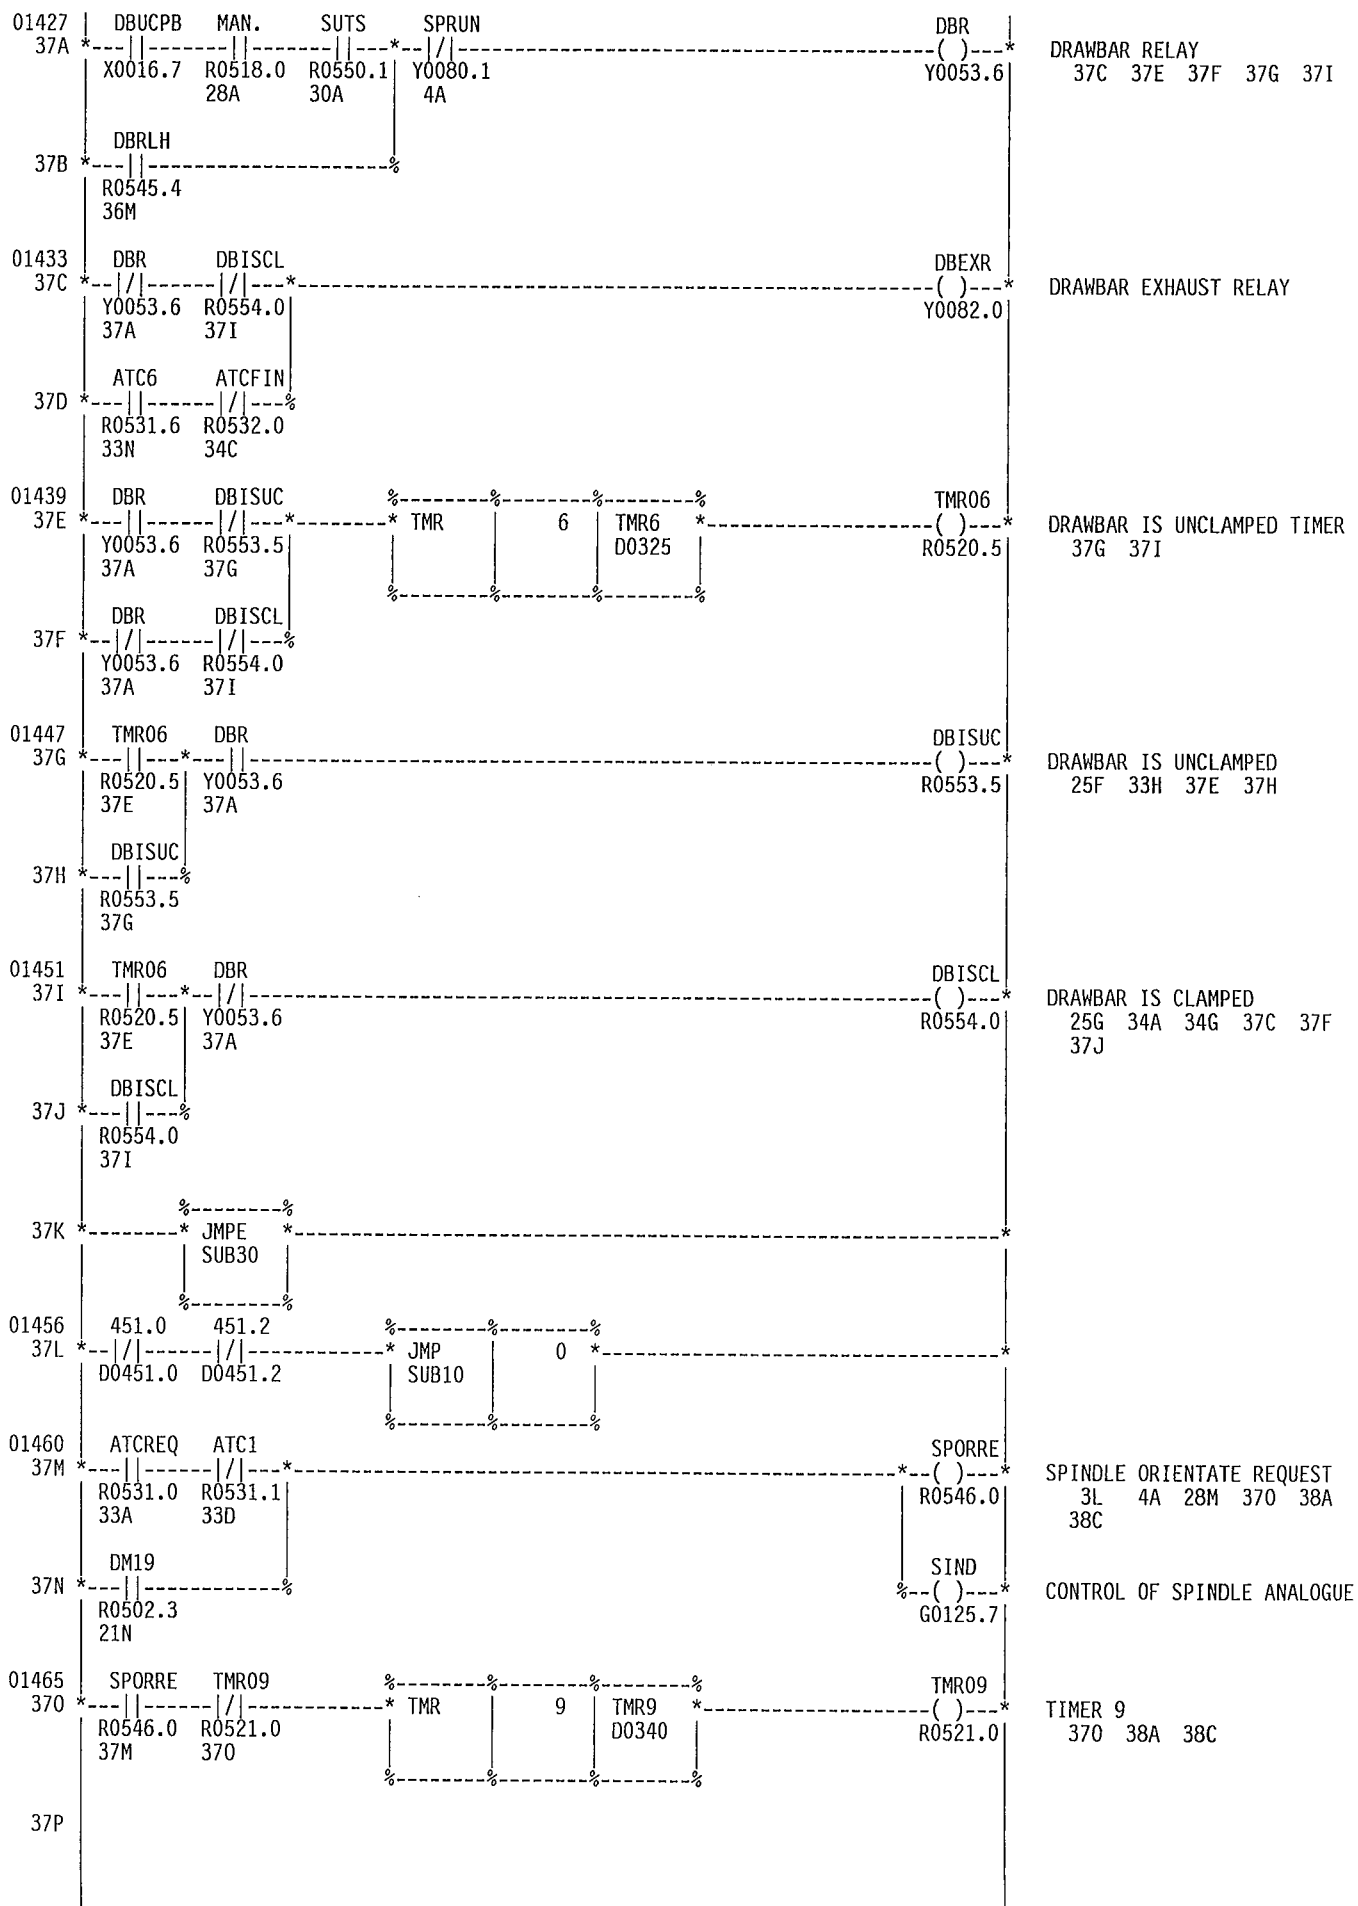 01427 DBUCPB MAN. SUTS SPRUN DBR
37A *---||------||-------||---*--|/|------( )---* DRAWBAR RELAY
X0016.7 R0518.0 R0550.1 Y0080.1 Y0053.6 37C 37E 37F 37G 37I
28A 30A 4A
DBRLH
37B *---||------%
R0545.4
36M
01433 DBR DBISCL DBEXR
37C *--|/|------|/|---*------( )---* DRAWBAR EXHAUST RELAY
Y0053.6 R0554.0 Y0082.0
37A 37I
ATC6 ATCFIN
37D *---||------|/|---%
R0531.6 R0532.0
33N 34C
01439 DBR DBISUC TMR06
37E *---||------|/|---*------* TMR 6 TMR6 *------( )---* DRAWBAR IS UNCLAMPED TIMER
Y0053.6 R0553.5 D0325 R0520.5 37G 37I
37A 37G
DBR DBISCL
37F *--|/|------|/|---%
Y0053.6 R0554.0
37A 37I
01447 TMR06 DBR DBISUC
37G *---||---*--||------( )---* DRAWBAR IS UNCLAMPED
R0520.5 Y0053.6 R0553.5 25F 33H 37E 37H
37E 37A
DBISUC
37H *---||---%
R0553.5
37G
01451 TMR06 DBR DBISCL
37I *---||---*--|/|------( )---* DRAWBAR IS CLAMPED
R0520.5 Y0053.6 R0554.0 25G 34A 34G 37C 37F
37E 37A 37J
DBISCL
37J *---||---%
R0554.0
37I
37K *-------* JMPE *------*
SUB30
01456 451.0 451.2
37L *--|/|------|/|------* JMP 0 *------*
D0451.0 D0451.2 SUB10
01460 ATCREQ ATC1 SPORRE
37M *---||------|/|---*------*--( )---* SPINDLE ORIENTATE REQUEST
R0531.0 R0531.1 R0546.0 3L 4A 28M 37O 38A
33A 33D 38C
DM19 SIND
37N *---||------% %--( )---* CONTROL OF SPINDLE ANALOGUE
R0502.3 G0125.7
21N
01465 SPORRE TMR09 TMR09
37O *---||------|/|------* TMR 9 TMR9 *------( )---* TIMER 9
R0546.0 R0521.0 D0340 R0521.0 37O 38A 38C
37M 37O
37P